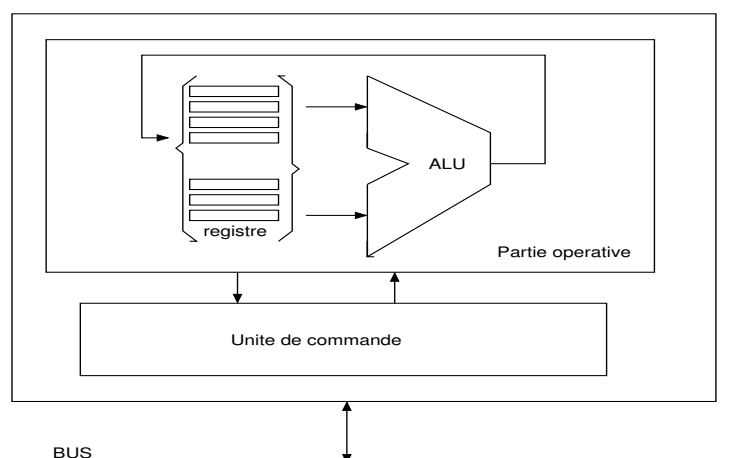 ALU
registre
Partie operative
Unite de commande
BUS